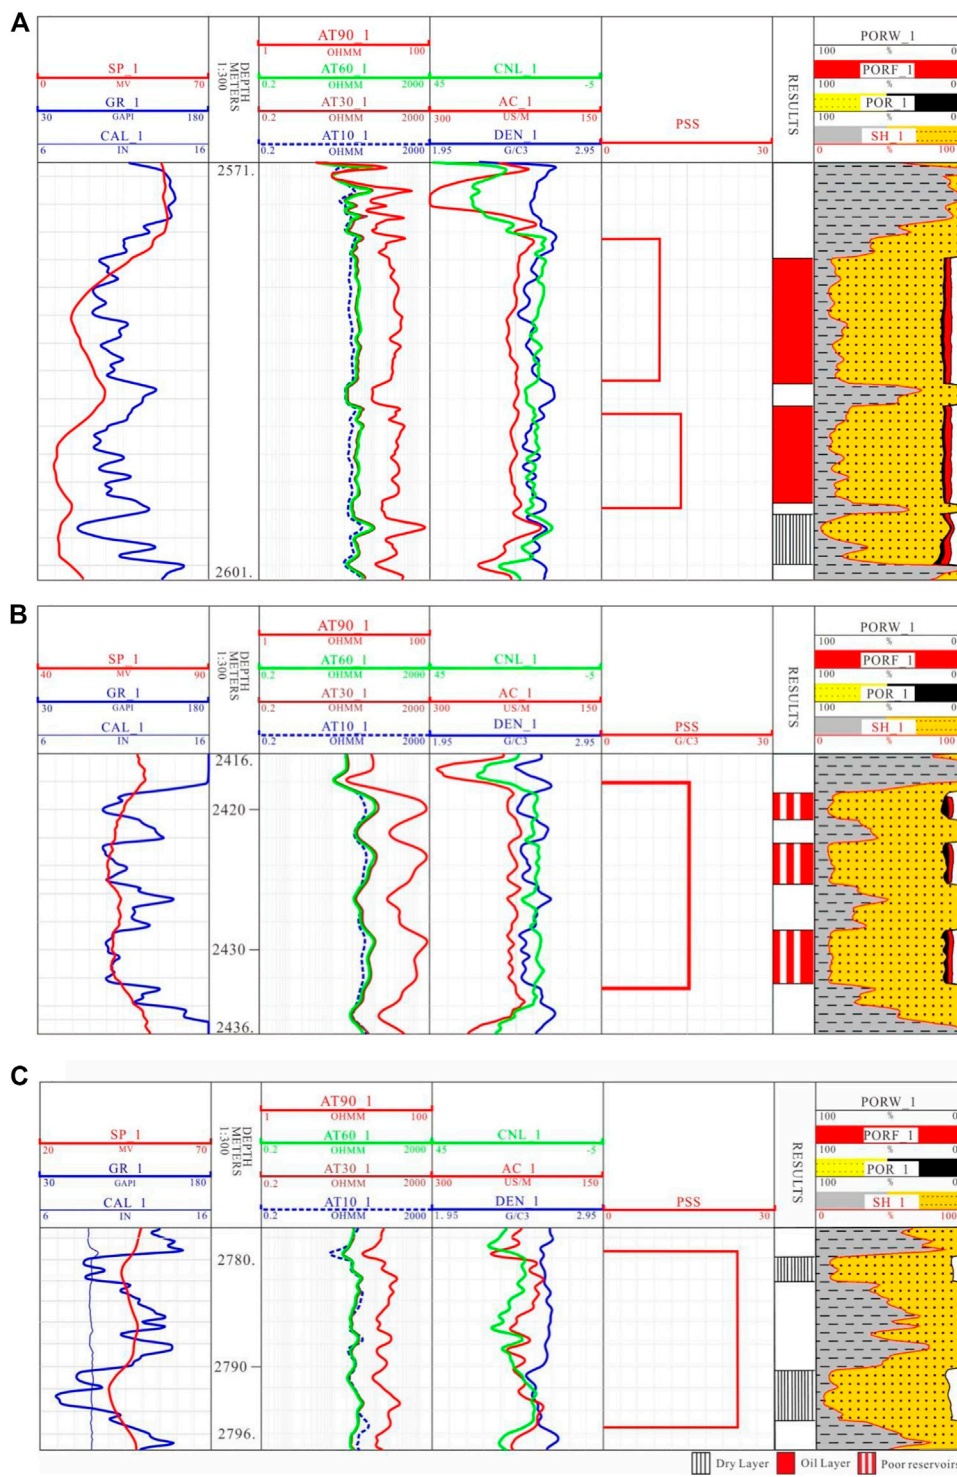 A
AT90_1
1 OHMM 100
PORW_1
100 % 0
SP_1
0 MV 70
DEPTH
METERS
1:300
AT60_1
0.2 OHMM 2000
CNL_1
45 -5
RESULTS
PORF_1
100 % 0
GR_1
30 GAPI 180
AT30_1
0.2 OHMM 2000
AC_1
300 US/M 150
POR_1
100 % 0
CAL_1
6 IN 16
AT10_1
0.2 OHMM 2000
DEN_1
1.95 G/C3 2.95
PSS
0 30
SH_1
0 % 100
2571.
2601.
B
AT90_1
1 OHMM 100
PORW_1
100 % 0
SP_1
40 MV 90
DEPTH
METERS
1:300
AT60_1
0.2 OHMM 2000
CNL_1
45 -5
RESULTS
PORF_1
100 % 0
GR_1
30 GAPI 180
AT30_1
0.2 OHMM 2000
AC_1
300 US/M 150
POR_1
100 % 0
CAL_1
6 IN 16
AT10_1
0.2 OHMM 2000
DEN_1
1.95 G/C3 2.95
PSS
0 G/C3 30
SH_1
0 % 100
2416.
2420
2430
2436.
C
AT90_1
1 OHMM 100
PORW_1
100 % 0
SP_1
20 MV 70
DEPTH
METERS
1:300
AT60_1
0.2 OHMM 2000
CNL_1
45 -5
RESULTS
PORF_1
100 % 0
GR_1
30 GAPI 180
AT30_1
0.2 OHMM 2000
AC_1
300 US/M 150
POR_1
100 % 0
CAL_1
6 IN 16
AT10_1
0.2 OHMM 2000
DEN_1
1.95 G/C3 2.95
PSS
0 30
SH_1
0 % 100
2780.
2790
2796.
Dry Layer Oil Layer Poor reservoirs